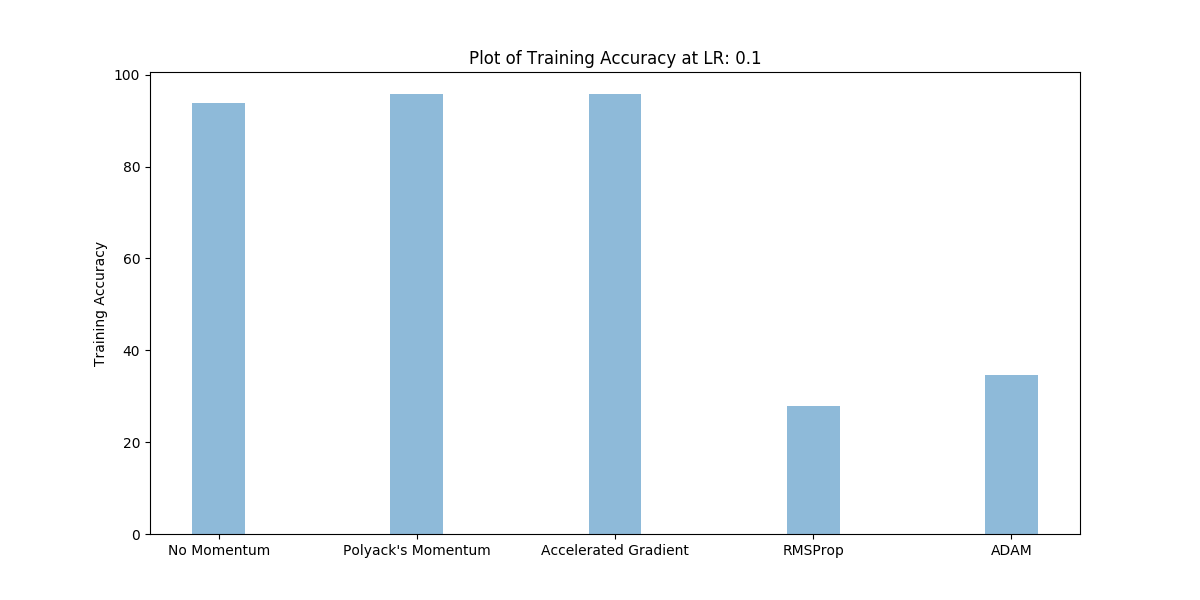 Plot of Training Accuracy at LR: 0.1
100
80
60
40
20
0
Training Accuracy
No Momentum
Polyack's Momentum
Accelerated Gradient
RMSProp
ADAM